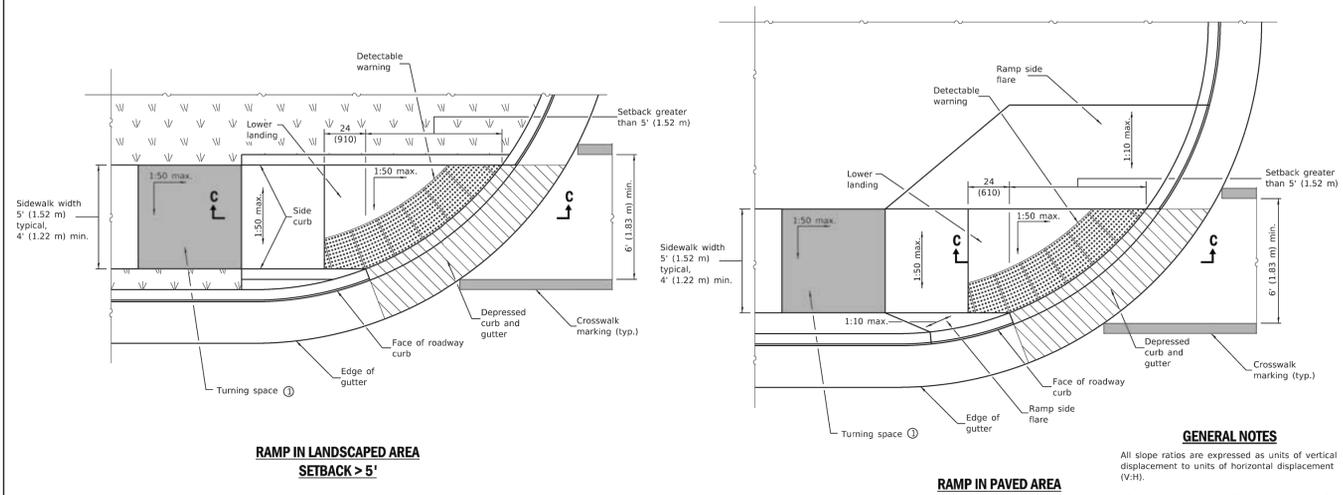 Detectable
warning
Lower
landing
24
(910)
Setback greater
than 5' (1.52 m)
1:50 max.
1:50 max.
C
C
Sidewalk width
5' (1.52 m)
typical,
4' (1.22 m) min.
1:50 max.
Side
curb
6' (1.83 m) min.
Depressed
curb and
gutter
Crosswalk
marking (typ.)
Face of roadway
curb
Edge of
gutter
Turning space ①
RAMP IN LANDSCAPED AREA
SETBACK > 5'
Ramp side
flare
Detectable
warning
1:10 max.
Lower
landing
24
(610)
Setback greater
than 5' (1.52 m)
1:50 max.
1:50 max.
Sidewalk width
5' (1.52 m)
typical,
4' (1.22 m) min.
1:50 max.
C
C
6' (1.83 m) min.
1:10 max.
Depressed
curb and
gutter
Crosswalk
marking (typ.)
Face of roadway
curb
Ramp side
flare
Edge of
gutter
Turning space ①
RAMP IN PAVED AREA
GENERAL NOTES
All slope ratios are expressed as units of vertical
displacement to units of horizontal displacement
(V:H).